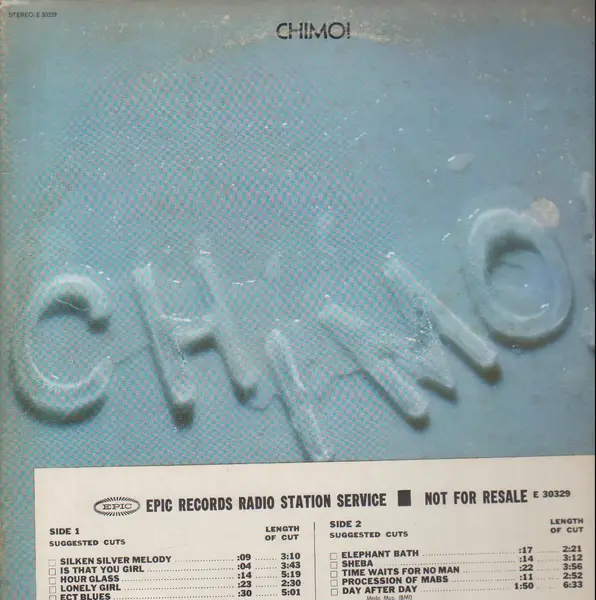 STEREO: E 30329
CHIMO!
CHIMO!
EPIC EPIC RECORDS RADIO STATION SERVICE ■ NOT FOR RESALE E 30329
SIDE 1
SUGGESTED CUTS LENGTH OF CUT
□ SILKEN SILVER MELODY :09 3:10
□ IS THAT YOU GIRL :04 3:43
□ HOUR GLASS :14 5:19
□ LONELY GIRL :23 2:30
□ ECT BLUES :30 5:01
SIDE 2
SUGGESTED CUTS LENGTH OF CUT
□ ELEPHANT BATH :17 2:21
□ SHEBA :14 3:12
□ TIME WAITS FOR NO MAN :22 3:56
□ PROCESSION OF MABS :11 2:52
□ DAY AFTER DAY 1:50 6:33
(BMI)